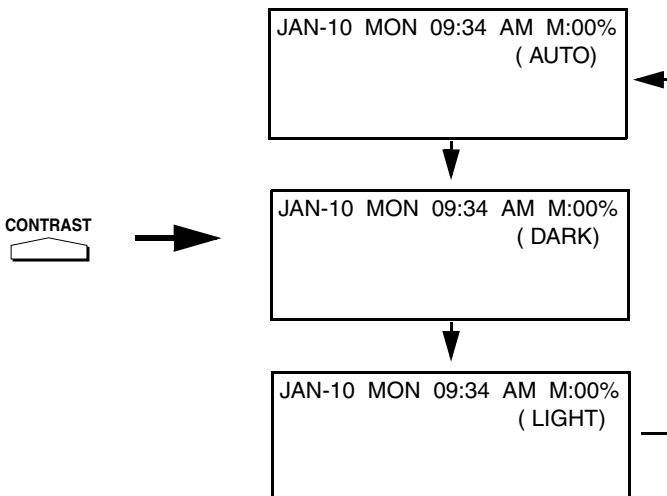 JAN-10 MON 09:34 AM M:00%
( AUTO)
CONTRAST
JAN-10 MON 09:34 AM M:00%
( DARK)
JAN-10 MON 09:34 AM M:00%
( LIGHT)